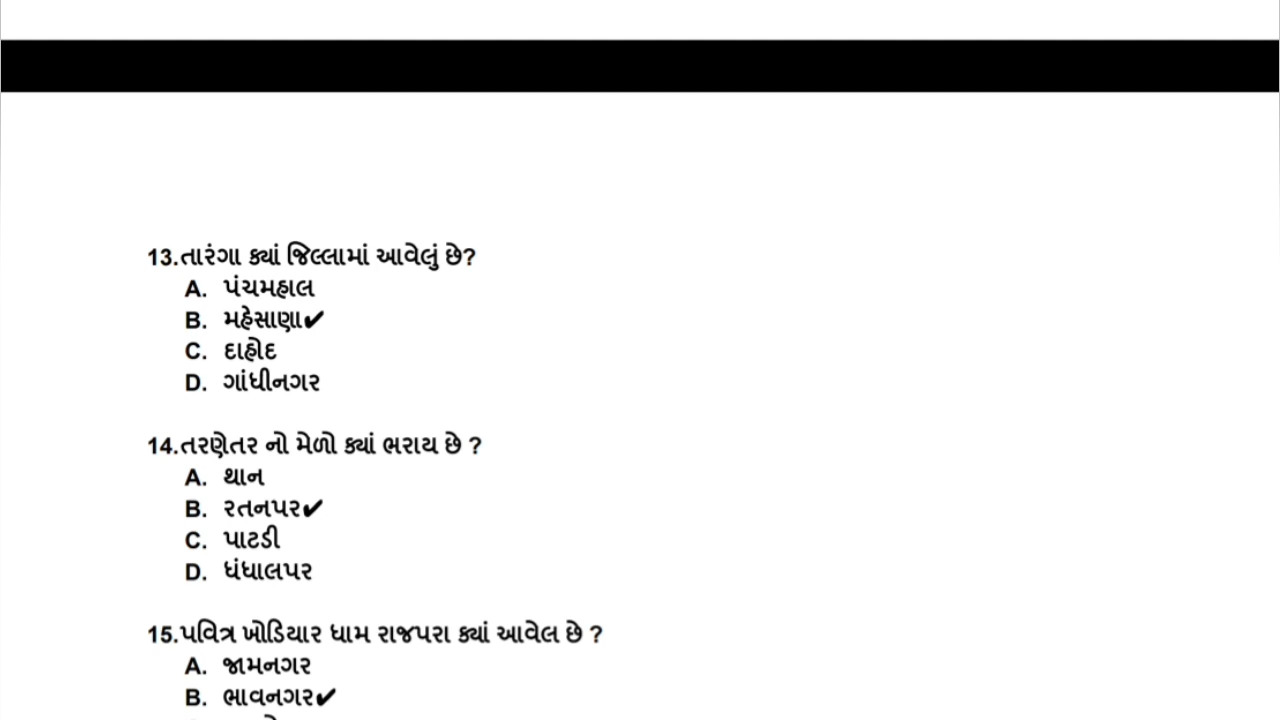 13.તારંગા ક્યાં જિલ્લામાં આવેલું છે?
A. પંચમહાલ
B. મહેસાણા✔
C. દાહોદ
D. ગાંધીનગર
14.તરણેતર નો મેળો ક્યાં ભરાય છે ?
A. થાન
B. રતનપર✔
C. પાટડી
D. ધંધાલપર
15.પવિત્ર ખોડિયાર ધામ રાજપરા ક્યાં આવેલ છે ?
A. જામનગર
B. ભાવનગર✔